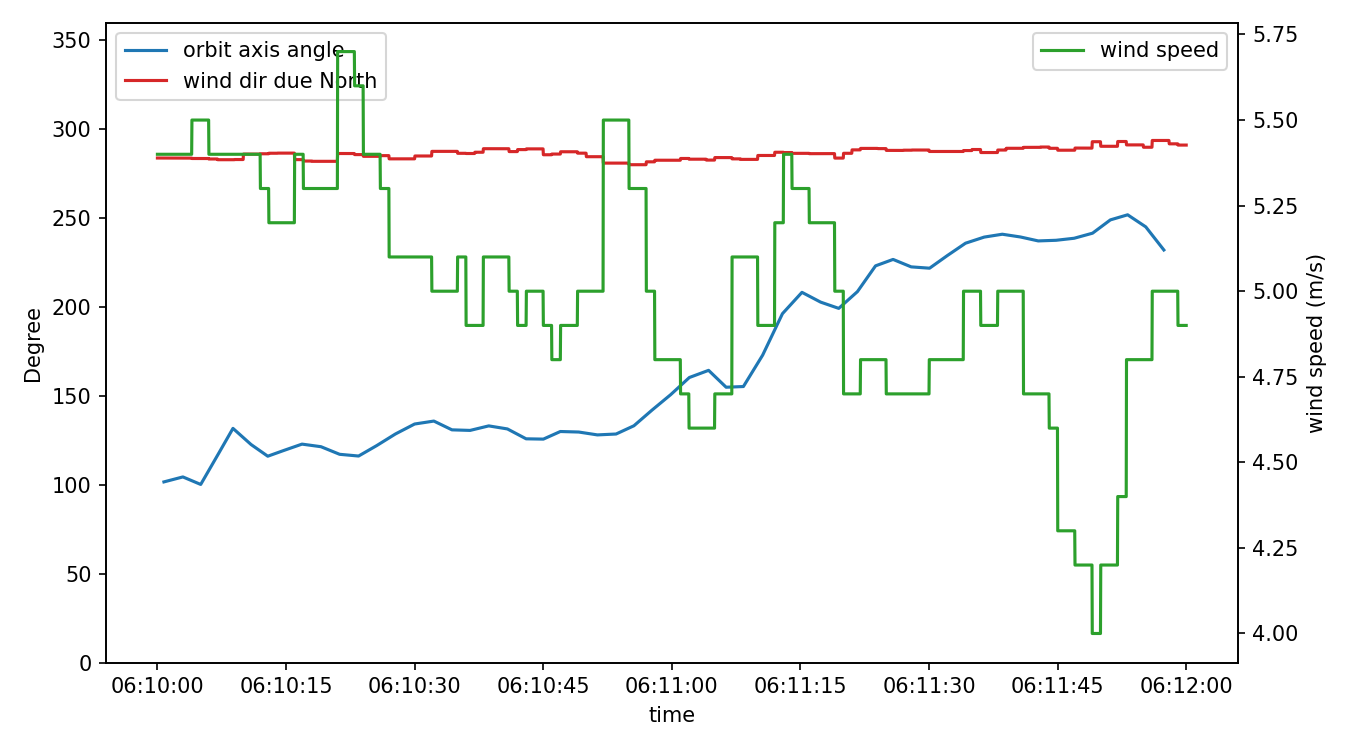 orbit axis angle
wind dir due North
wind speed
350
300
250
200
150
100
50
0
Degree
5.75
5.50
5.25
5.00
4.75
4.50
4.25
4.00
wind speed (m/s)
06:10:00 06:10:15 06:10:30 06:10:45 06:11:00 06:11:15 06:11:30 06:11:45 06:12:00
time